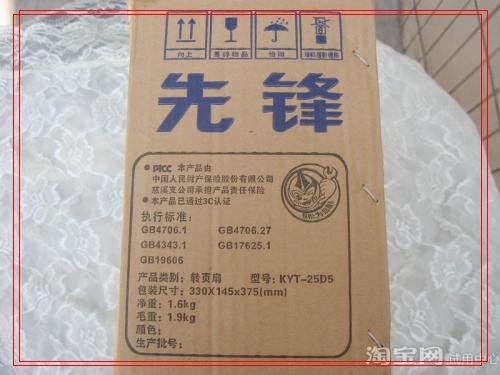 向上
易碎物品
怕雨
先锋
● PICC 本产品由
中国人民财产保险股份有限公司
慈溪支公司承担产品责任保险
● 本产品已通过3C认证
执行标准:
GB4706.1 GB4706.27
GB4343.1 GB17625.1
GB19606
产品类别: 转页扇 型号: KYT-25D5
包装尺寸: 330X145x375(mm)
净重: 1.6kg
毛重: 1.9kg
颜色:
生产批号:
淘宝网 试用中心